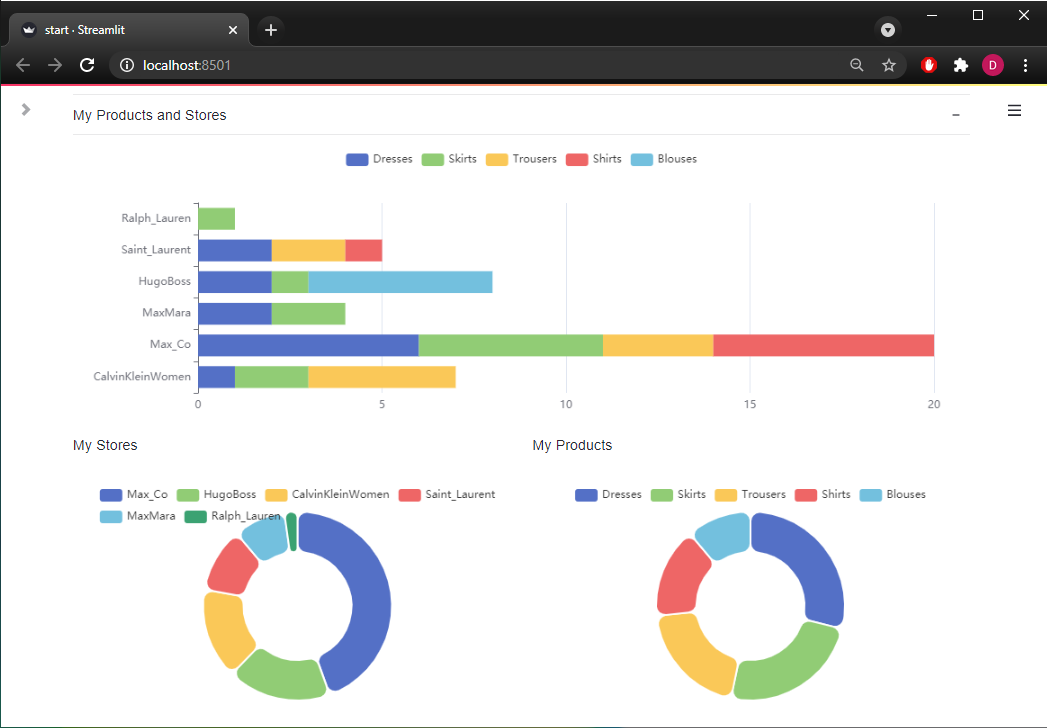 start · Streamlit
localhost:8501
D
My Products and Stores
Dresses Skirts Trousers Shirts Blouses
Ralph_Lauren
Saint_Laurent
HugoBoss
MaxMara
Max_Co
CalvinKleinWomen
0 5 10 15 20
My Stores
My Products
Max_Co HugoBoss CalvinKleinWomen Saint_Laurent
MaxMara Ralph_Lauren
Dresses Skirts Trousers Shirts Blouses